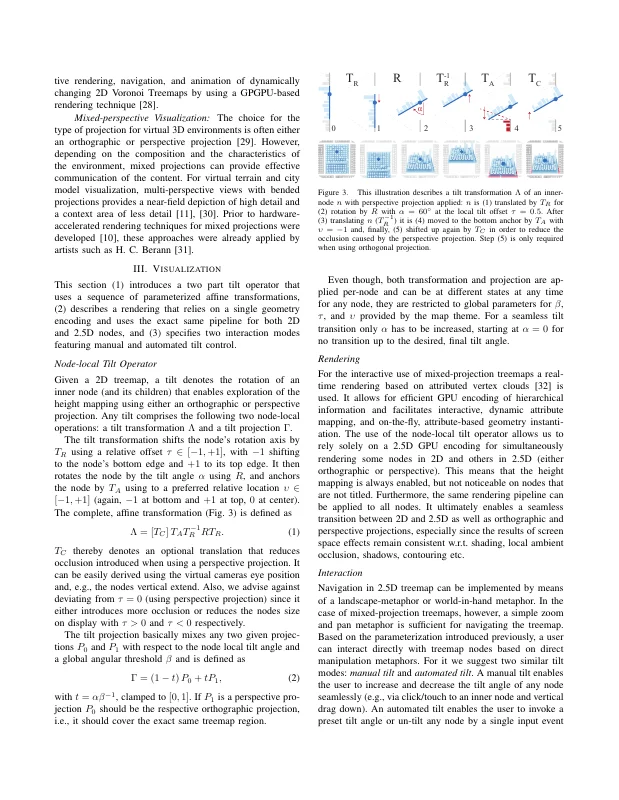 tive rendering, navigation, and animation of dynamically
changing 2D Voronoi Treemaps by using a GPGPU-based
rendering technique [28].
Mixed-perspective Visualization: The choice for the
type of projection for virtual 3D environments is often either
an orthographic or perspective projection [29]. However,
depending on the composition and the characteristics of
the environment, mixed projections can provide effective
communication of the content. For virtual terrain and city
model visualization, multi-perspective views with bended
projections provides a near-field depiction of high detail and
a context area of less detail [11], [30]. Prior to hardware-
accelerated rendering techniques for mixed projections were
developed [10], these approaches were already applied by
artists such as H. C. Berann [31].
III. Visualization
This section (1) introduces a two part tilt operator that
uses a sequence of parameterized affine transformations,
(2) describes a rendering that relies on a single geometry
encoding and uses the exact same pipeline for both 2D
and 2.5D nodes, and (3) specifies two interaction modes
featuring manual and automated tilt control.
Node-local Tilt Operator
Given a 2D treemap, a tilt denotes the rotation of an
inner node (and its children) that enables exploration of the
height mapping using either an orthographic or perspective
projection. Any tilt comprises the following two node-local
operations: a tilt transformation Λ and a tilt projection Γ.
The tilt transformation shifts the node's rotation axis by
T_R using a relative offset τ ∈ [−1, +1], with −1 shifting
to the node's bottom edge and +1 to its top edge. It then
rotates the node by the tilt angle α using R, and anchors
the node by T_A using to a preferred relative location υ ∈
[−1, +1] (again, −1 at bottom and +1 at top, 0 at center).
The complete, affine transformation (Fig. 3) is defined as
Λ = [T_C] T_A T_R^{-1} R T_R. (1)
T_C thereby denotes an optional translation that reduces
occlusion introduced when using a perspective projection. It
can be easily derived using the virtual cameras eye position
and, e.g., the nodes vertical extend. Also, we advise against
deviating from τ = 0 (using perspective projection) since it
either introduces more occlusion or reduces the nodes size
on display with τ > 0 and τ < 0 respectively.
The tilt projection basically mixes any two given projec-
tions P_0 and P_1 with respect to the node local tilt angle and
a global angular threshold β and is defined as
Γ = (1 − t) P_0 + tP_1, (2)
with t = αβ^{-1}, clamped to [0, 1]. If P_1 is a perspective pro-
jection P_0 should be the respective orthographic projection,
i.e., it should cover the exact same treemap region.
T_R R T_R^{-1} T_A T_C
α
0 1 2 3 4 5
Figure 3. This illustration describes a tilt transformation Λ of an inner-
node n with perspective projection applied: n is (1) translated by T_R for
(2) rotation by R with α = 60° at the local tilt offset τ = 0.5. After
(3) translating n (T_R^{-1}) it is (4) moved to the bottom anchor by T_A with
υ = −1 and, finally, (5) shifted up again by T_C in order to reduce the
occlusion caused by the perspective projection. Step (5) is only required
when using orthogonal projection.
Even though, both transformation and projection are ap-
plied per-node and can be at different states at any time
for any node, they are restricted to global parameters for β,
τ, and υ provided by the map theme. For a seamless tilt
transition only α has to be increased, starting at α = 0 for
no transition up to the desired, final tilt angle.
Rendering
For the interactive use of mixed-projection treemaps a real-
time rendering based on attributed vertex clouds [32] is
used. It allows for efficient GPU encoding of hierarchical
information and facilitates interactive, dynamic attribute
mapping, and on-the-fly, attribute-based geometry instanti-
ation. The use of the node-local tilt operator allows us to
rely solely on a 2.5D GPU encoding for simultaneously
rendering some nodes in 2D and others in 2.5D (either
orthographic or perspective). This means that the height
mapping is always enabled, but not noticeable on nodes that
are not titled. Furthermore, the same rendering pipeline can
be applied to all nodes. It ultimately enables a seamless
transition between 2D and 2.5D as well as orthographic and
perspective projections, especially since the results of screen
space effects remain consistent w.r.t. shading, local ambient
occlusion, shadows, contouring etc.
Interaction
Navigation in 2.5D treemap can be implemented by means
of a landscape-metaphor or world-in-hand metaphor. In the
case of mixed-projection treemaps, however, a simple zoom
and pan metaphor is sufficient for navigating the treemap.
Based on the parameterization introduced previously, a user
can interact directly with treemap nodes based on direct
manipulation metaphors. For it we suggest two similar tilt
modes: manual tilt and automated tilt. A manual tilt enables
the user to increase and decrease the tilt angle of any node
seamlessly (e.g., via click/touch to an inner node and vertical
drag down). An automated tilt enables the user to invoke a
preset tilt angle or un-tilt any node by a single input event